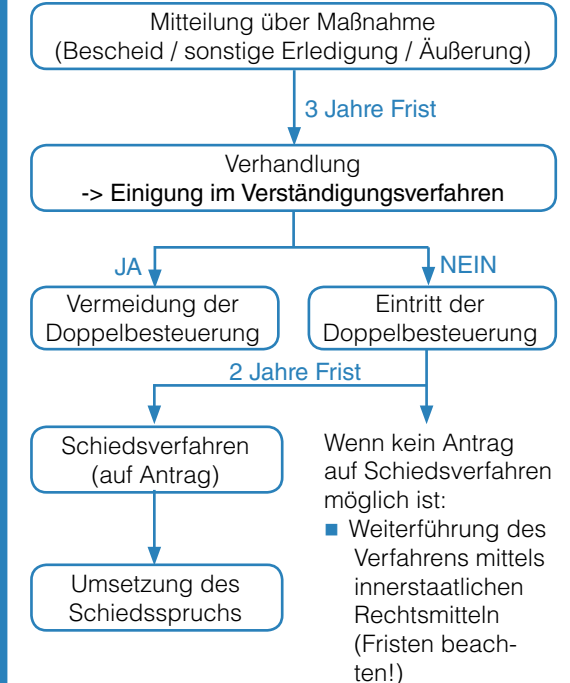 Mitteilung über Maßnahme
(Bescheid / sonstige Erledigung / Äußerung)
3 Jahre Frist
Verhandlung
-> Einigung im Verständigungsverfahren
JA
NEIN
Vermeidung der
Doppelbesteuerung
Eintritt der
Doppelbesteuerung
2 Jahre Frist
Schiedsverfahren
(auf Antrag)
Umsetzung des
Schiedsspruchs
Wenn kein Antrag
auf Schiedsverfahren
möglich ist:
■ Weiterführung des
Verfahrens mittels
innerstaatlichen
Rechtsmitteln
(Fristen beach-
ten!)